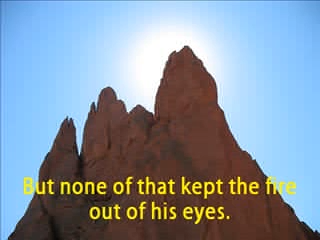 But none of that kept the fire
out of his eyes.